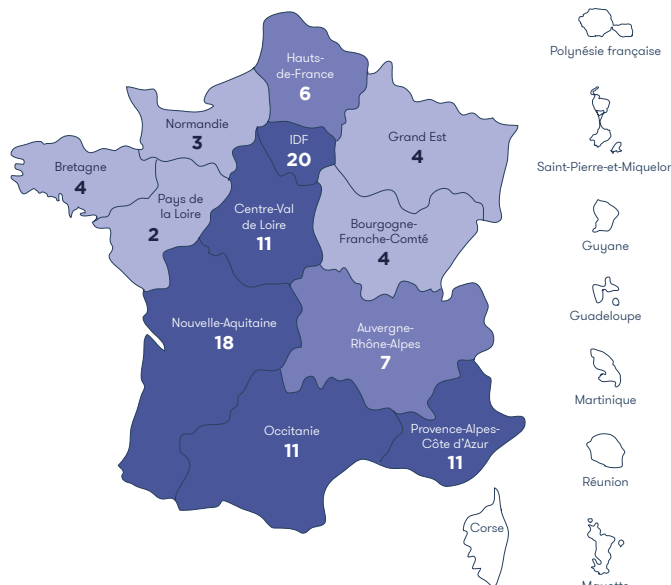 Hauts-
de-France
6
Polynésie française
Normandie
3
IDF
20
Grand Est
4
Bretagne
4
Saint-Pierre-et-Miquelon
Pays de
la Loire
2
Centre-Val
de Loire
11
Bourgogne-
Franche-Comté
4
Guyane
Guadeloupe
Nouvelle-Aquitaine
18
Auvergne-
Rhône-Alpes
7
Martinique
Occitanie
11
Provence-Alpes-
Côte d'Azur
11
Réunion
Corse
Mayotte